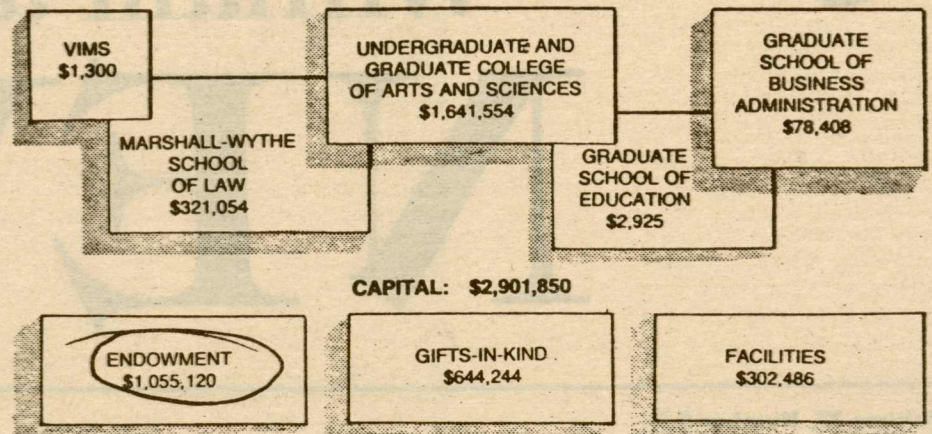 VIMS
$1,300
UNDERGRADUATE AND
GRADUATE COLLEGE
OF ARTS AND SCIENCES
$1,641,554
GRADUATE
SCHOOL OF
BUSINESS
ADMINISTRATION
$78,408
MARSHALL-WYTHE
SCHOOL
OF LAW
$321,054
GRADUATE
SCHOOL OF
EDUCATION
$2,925
CAPITAL: $2,901,850
ENDOWMENT
$1,055,120
GIFTS-IN-KIND
$644,244
FACILITIES
$302,486